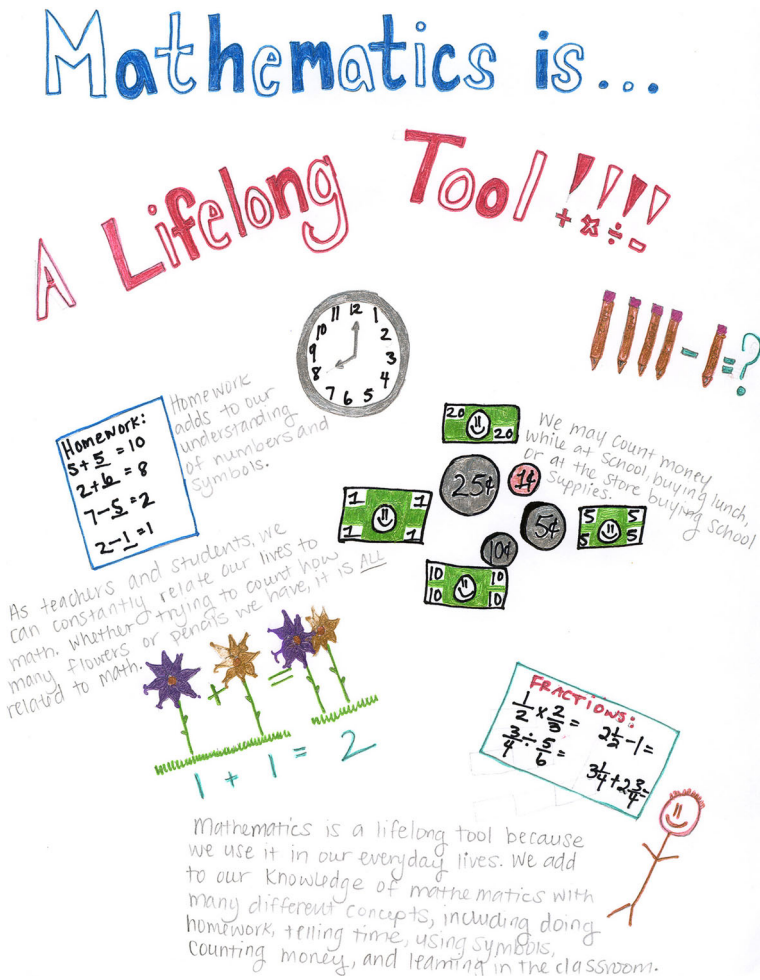 Mathematics is...
A Lifelong Tool !!!!
+ × ÷ -
12
11 1
10 2
9 3
8 4
7 6 5
- = ?
Homework:
5+5 = 10
2+6 = 8
7-5 = 2
2-1 = 1
Homework
adds to our
understanding
of numbers and
symbols.
20
20
25¢
1¢
1 1
1 1
5¢
5 5
5 5
10¢
10 10
10 10
We may count money
while at school, buying lunch,
or at the store buying school
supplies.
As teachers and students, we
can constantly relate our lives to
math. Whether trying to count how
many flowers or pencils we have, it is ALL
related to math.
+ =
1 + 1 = 2
FRACTIONS:
1/2 x 2/3 =
2 1/2 - 1 =
3/4 ÷ 5/6 =
3 1/4 + 2 3/4 =
Mathematics is a lifelong tool because
we use it in our everyday lives. We add
to our knowledge of mathematics with
many different concepts, including doing
homework, telling time, using symbols,
counting money, and learning in the classroom.